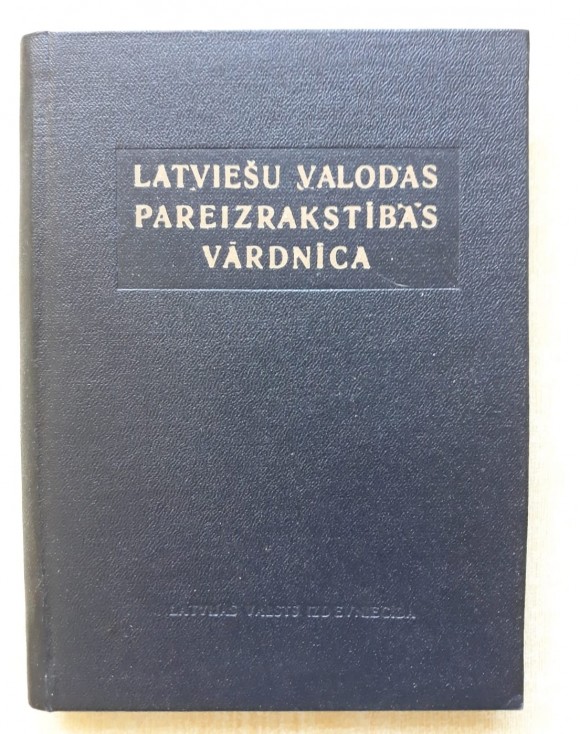 LATVIEŠU VALODAS
PAREIZRAKSTĪBAS
VĀRDNĪCA
LATVIJAS VALSTS IZDEVNIECĪBA